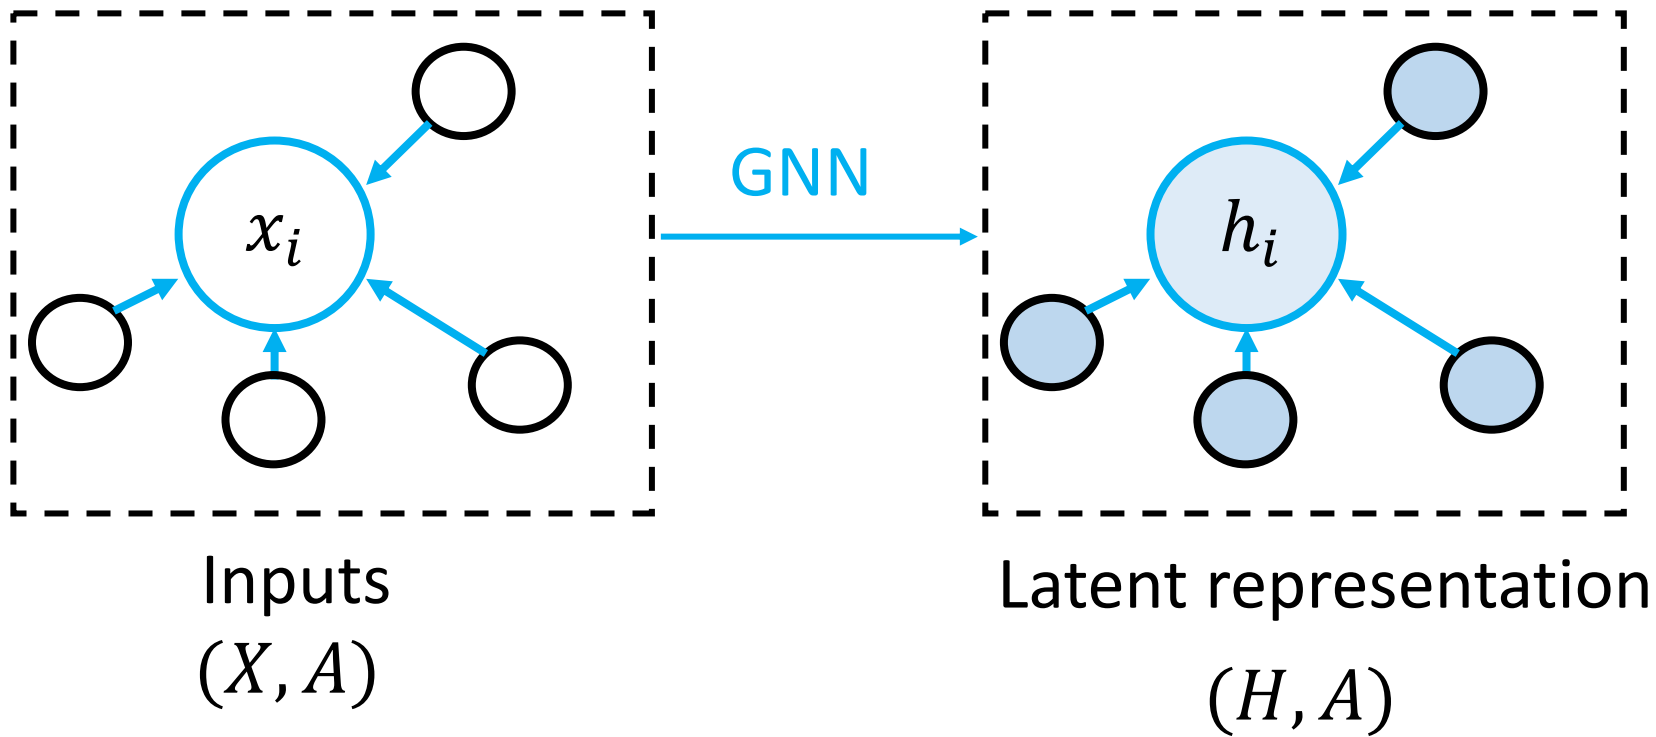 x_i
GNN
h_i
Inputs
(X, A)
Latent representation
(H, A)